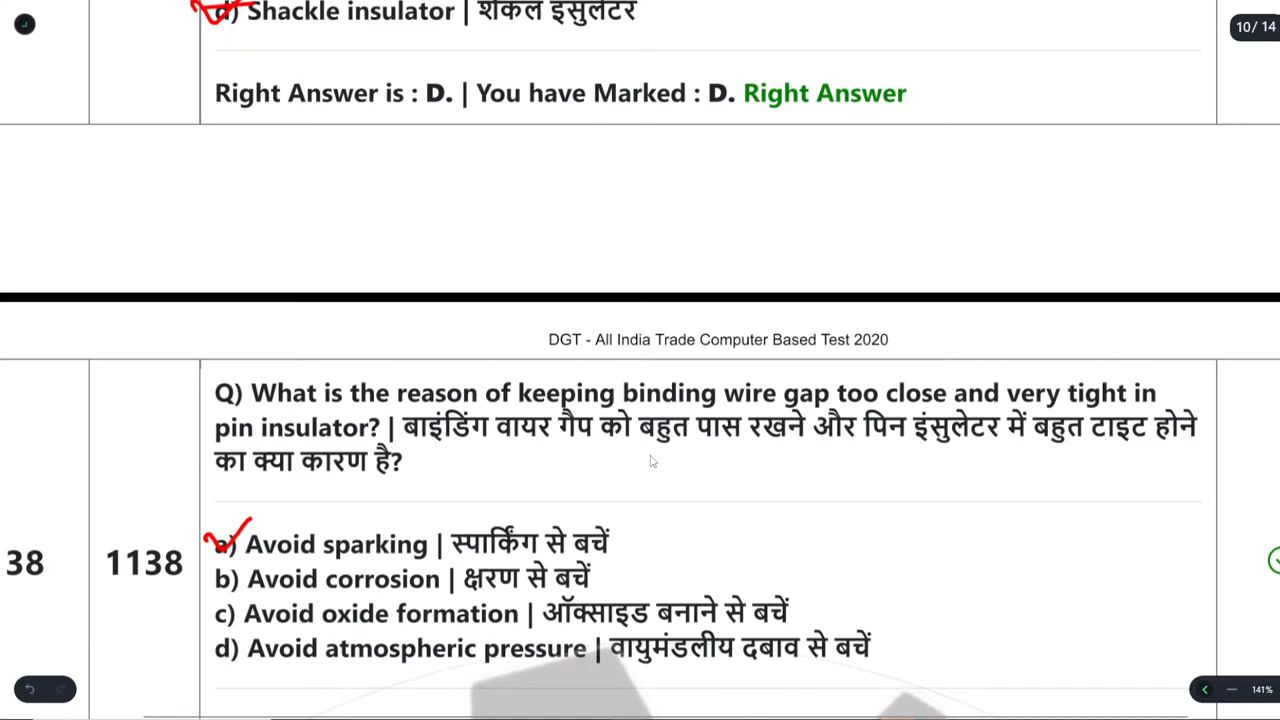 d) Shackle insulator | शैकल इंसुलेटर
10/ 14
Right Answer is : D. | You have Marked : D. Right Answer
DGT - All India Trade Computer Based Test 2020
Q) What is the reason of keeping binding wire gap too close and very tight in
pin insulator? | बाइंडिंग वायर गैप को बहुत पास रखने और पिन इंसुलेटर में बहुत टाइट होने
का क्या कारण है?
38
1138
a) Avoid sparking | स्पार्किंग से बचें
b) Avoid corrosion | क्षरण से बचें
c) Avoid oxide formation | ऑक्साइड बनाने से बचें
d) Avoid atmospheric pressure | वायुमंडलीय दबाव से बचें
141%